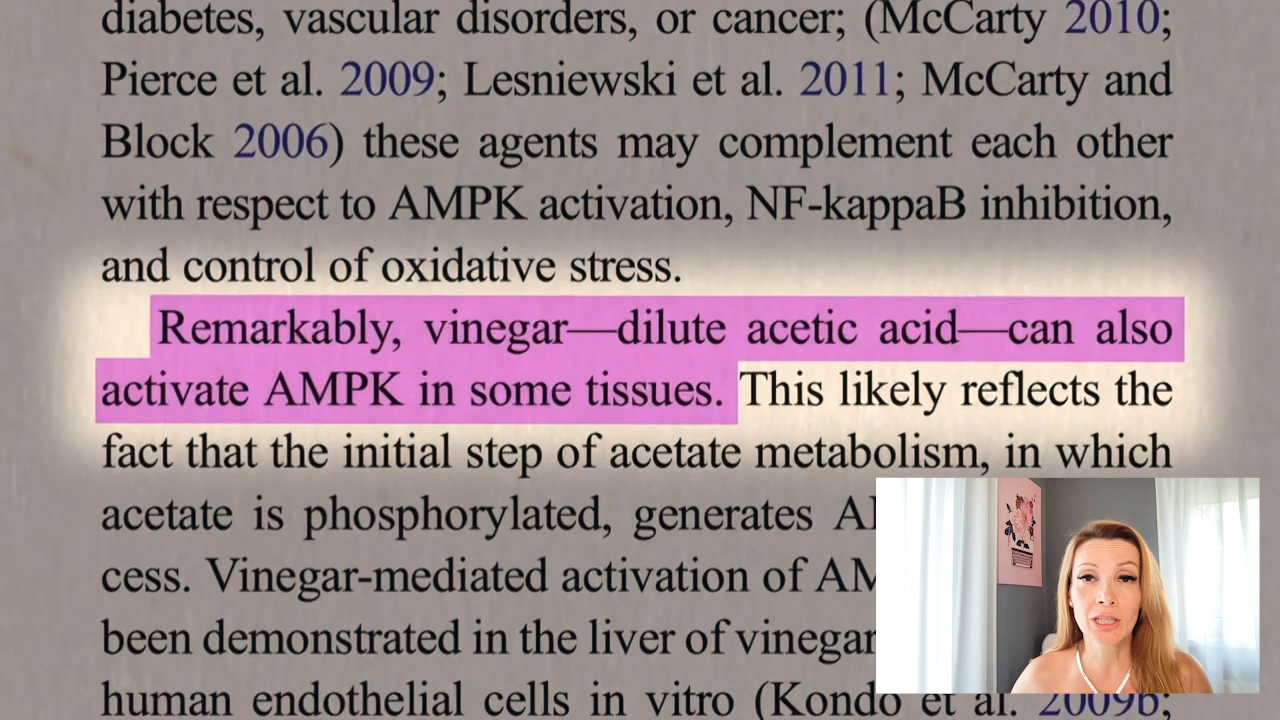 diabetes, vascular disorders, or cancer; (McCarty 2010;
Pierce et al. 2009; Lesniewski et al. 2011; McCarty and
Block 2006) these agents may complement each other
with respect to AMPK activation, NF-kappaB inhibition,
and control of oxidative stress.
Remarkably, vinegar—dilute acetic acid—can also
activate AMPK in some tissues. This likely reflects the
fact that the initial step of acetate metabolism, in which
acetate is phosphorylated, generates
cess. Vinegar-mediated activation of
been demonstrated in the liver of vinegar
human endothelial cells in vitro (Kondo et al. 2009b;